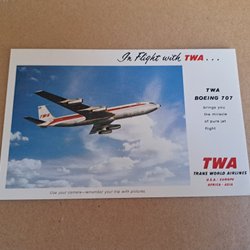 In Flight with TWA...
TWA
BOEING 707
brings you
the miracle
of pure jet
flight
TWA
TRANS WORLD AIRLINES
U.S.A. · EUROPE
AFRICA · ASIA
Use your camera—remember your trip with pictures.